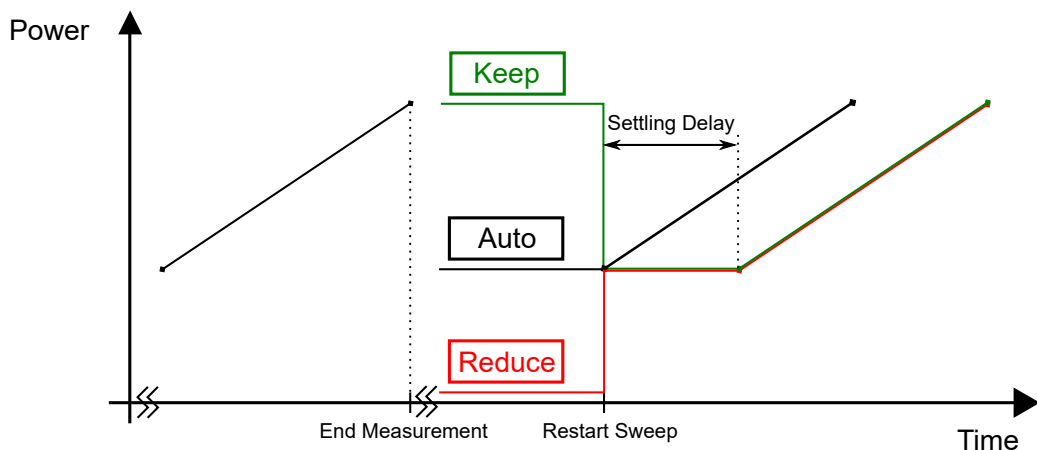 Power
Keep
Settling Delay
Auto
Reduce
End Measurement
Restart Sweep
Time